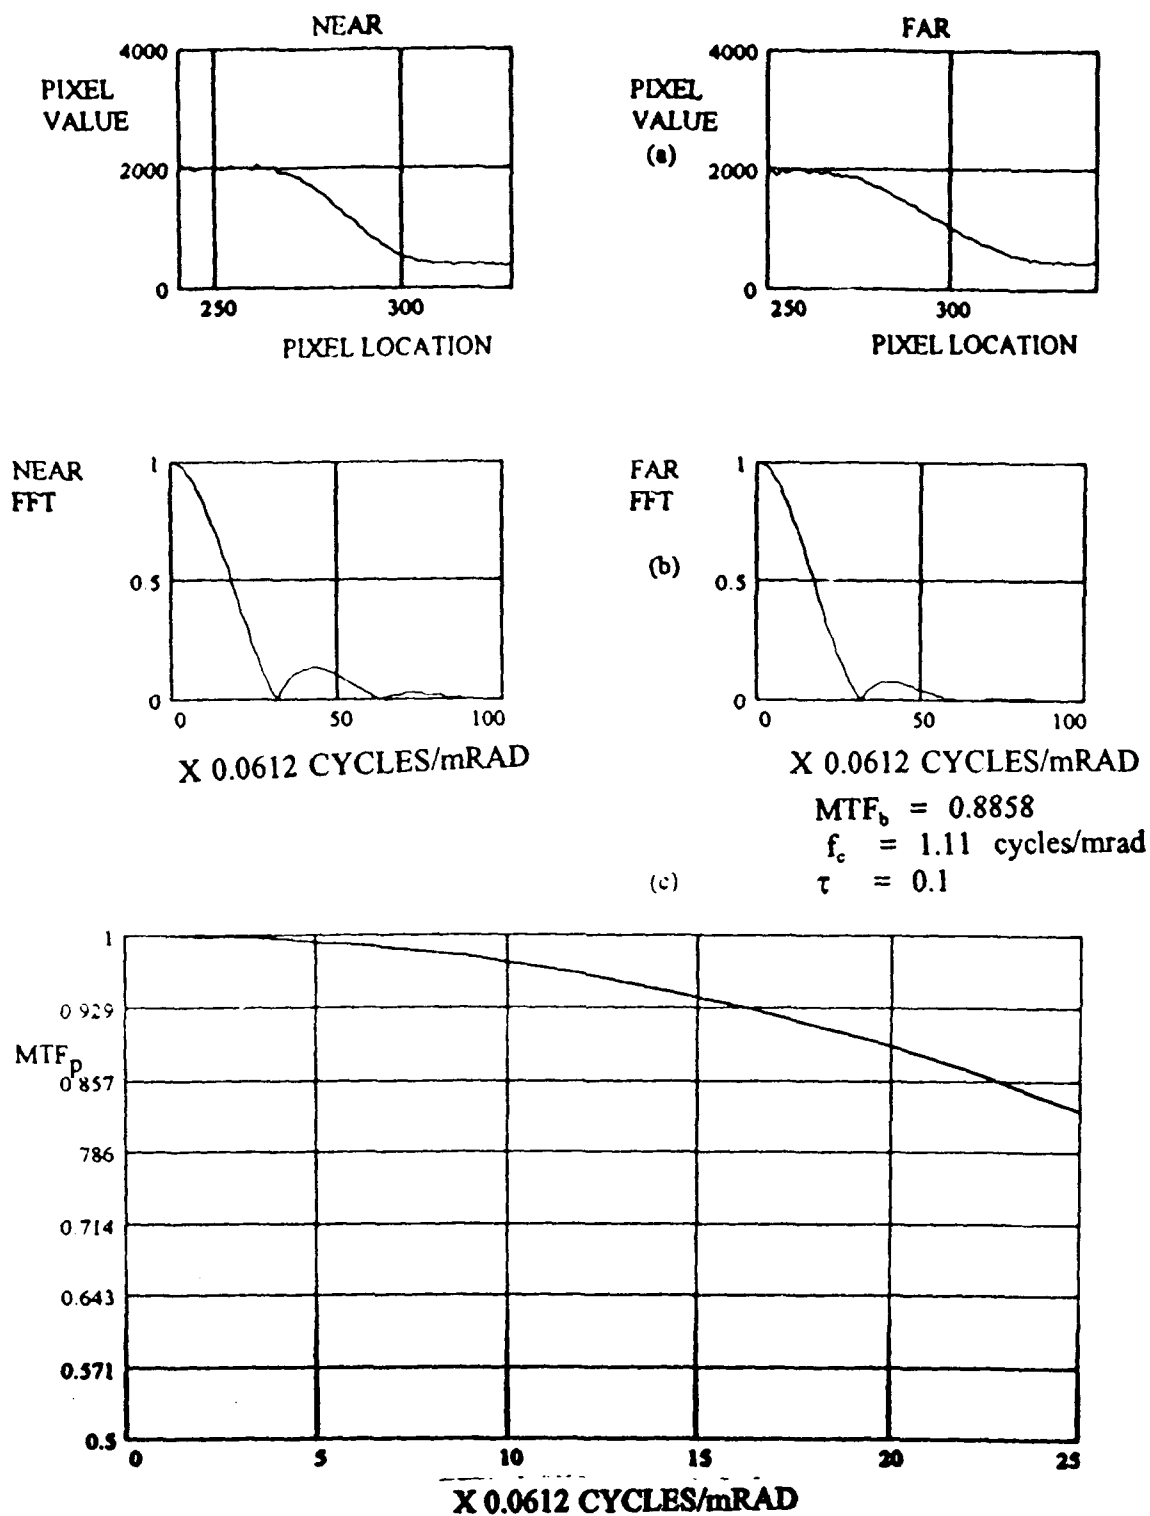 NEAR
4000
PIXEL
VALUE
2000
0
250
300
PIXEL LOCATION
FAR
4000
PIXEL
VALUE
(a)
2000
0
250
300
PIXEL LOCATION
NEAR
FFT
1
0.5
0
0
50
100
X 0.0612 CYCLES/mRAD
FAR
FFT
1
(b)
0.5
0
0
50
100
X 0.0612 CYCLES/mRAD
MTFb = 0.8858
fc = 1.11 cycles/mrad
(c)
τ = 0.1
1
0 929
MTFp
0.857
786
0.714
0.643
0.571
0.5
0
5
10
15
20
25
X 0.0612 CYCLES/mRAD